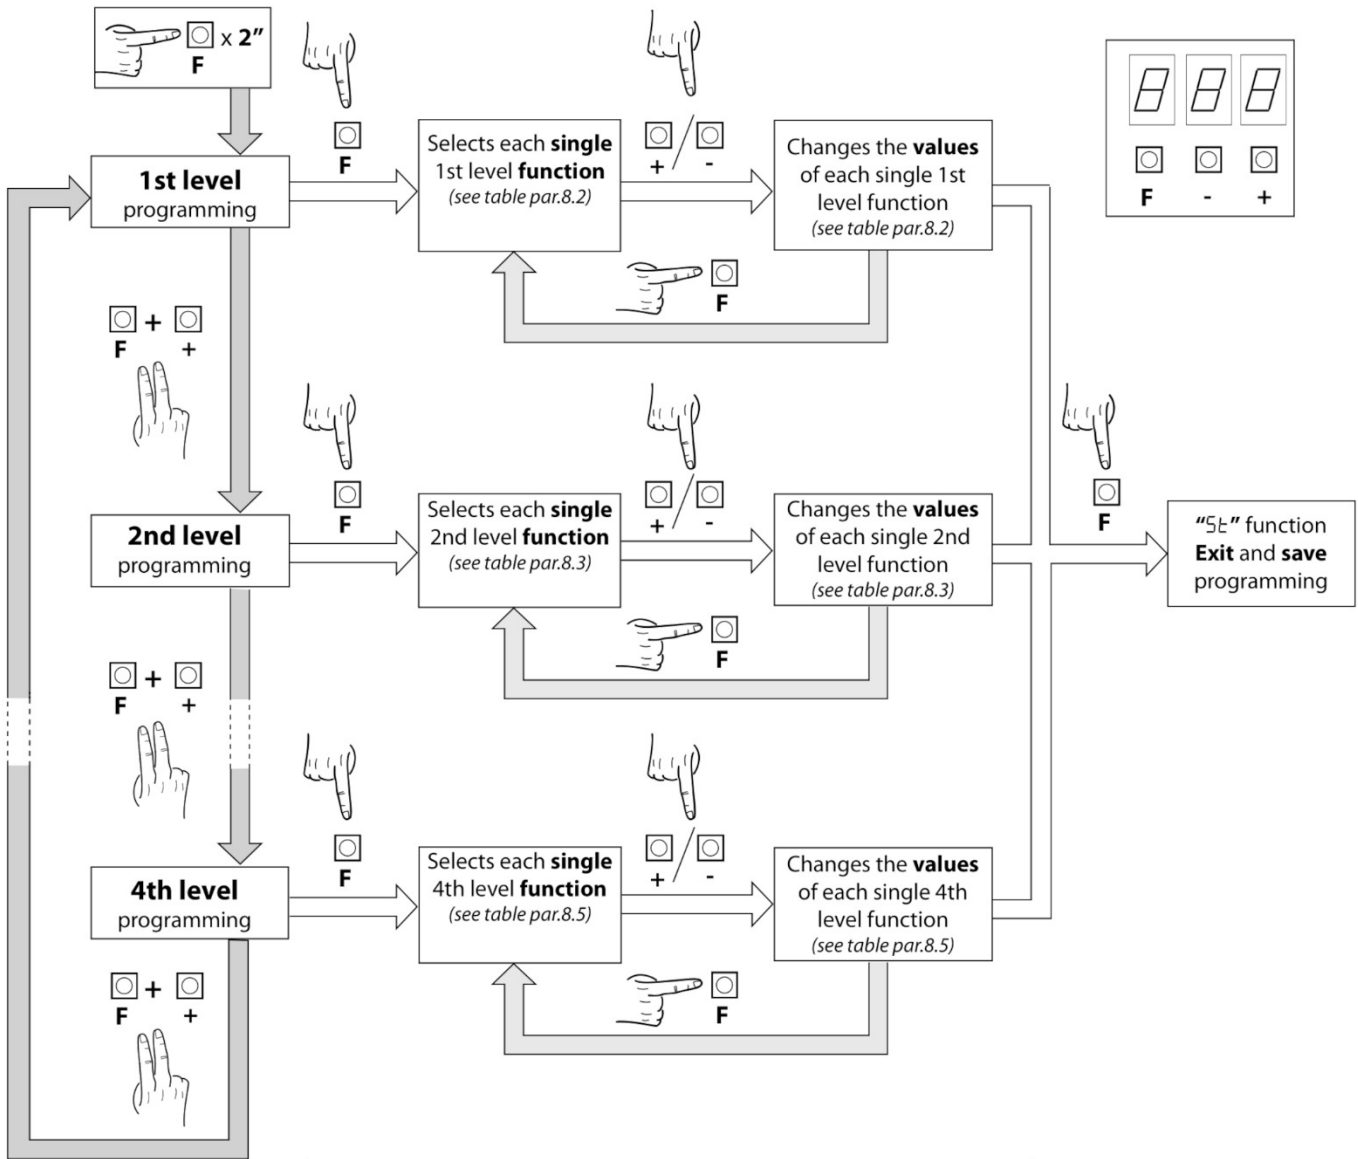 x 2”
F
F
+ / -
+ -
F - +
1st level
programming
Selects each single
1st level function
(see table par.8.2)
Changes the values
of each single 1st
level function
(see table par.8.2)
F
F + +
F
+ / -
2nd level
programming
Selects each single
2nd level function
(see table par.8.3)
Changes the values
of each single 2nd
level function
(see table par.8.3)
F
F
“St” function
Exit and save
programming
F + +
F
+ / -
4th level
programming
Selects each single
4th level function
(see table par.8.5)
Changes the values
of each single 4th
level function
(see table par.8.5)
F
F + +